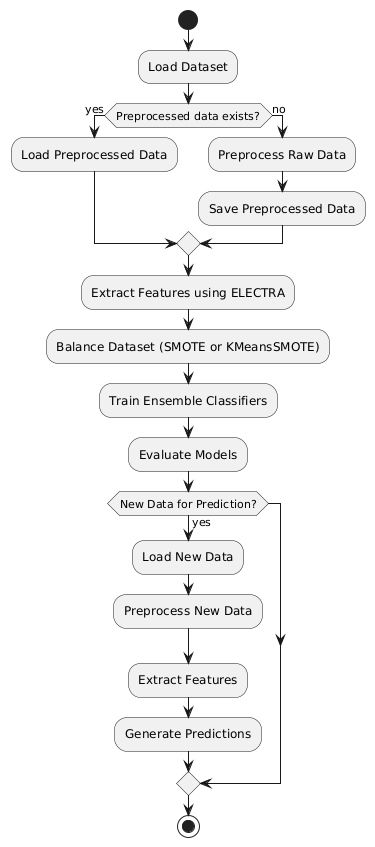 Load Dataset
yes
Preprocessed data exists?
no
Load Preprocessed Data
Preprocess Raw Data
Save Preprocessed Data
Extract Features using ELECTRA
Balance Dataset (SMOTE or KMeansSMOTE)
Train Ensemble Classifiers
Evaluate Models
New Data for Prediction?
yes
Load New Data
Preprocess New Data
Extract Features
Generate Predictions